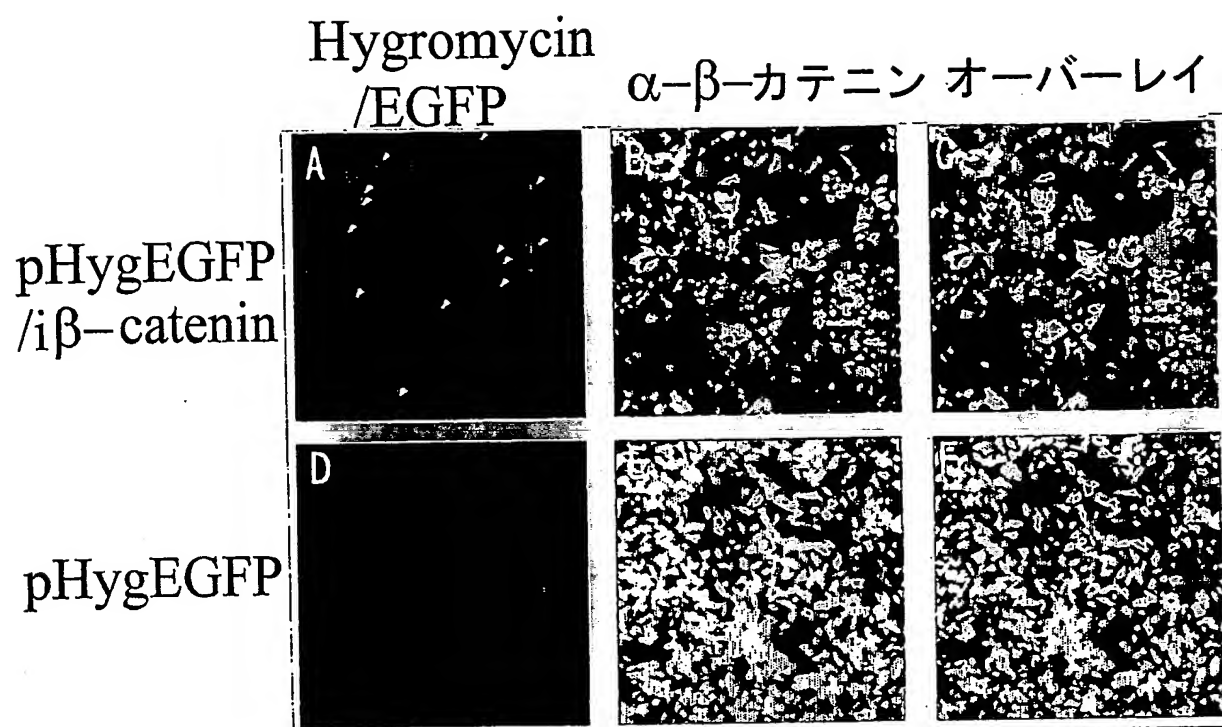 Hygromycin
/EGFP
α-β-カテニン オーバーレイ
A
B
C
pHygEGFP
/iβ-catenin
D
E
F
pHygEGFP